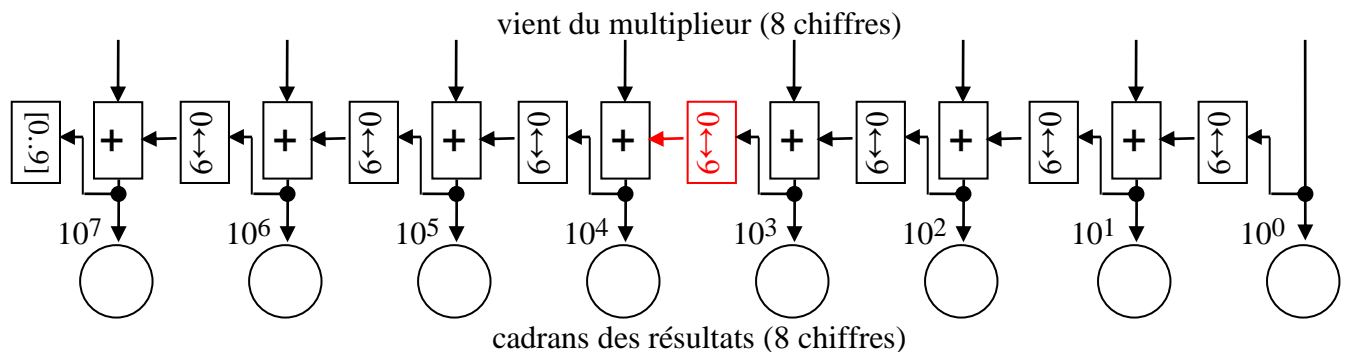 vient du multiplieur (8 chiffres)
[0..9] + 0↔9 + 0↔9 + 0↔9 + 0↔9 + 0↔9 + 0↔9 + 0↔9
10⁷ 10⁶ 10⁵ 10⁴ 10³ 10² 10¹ 10⁰
cadrans des résultats (8 chiffres)